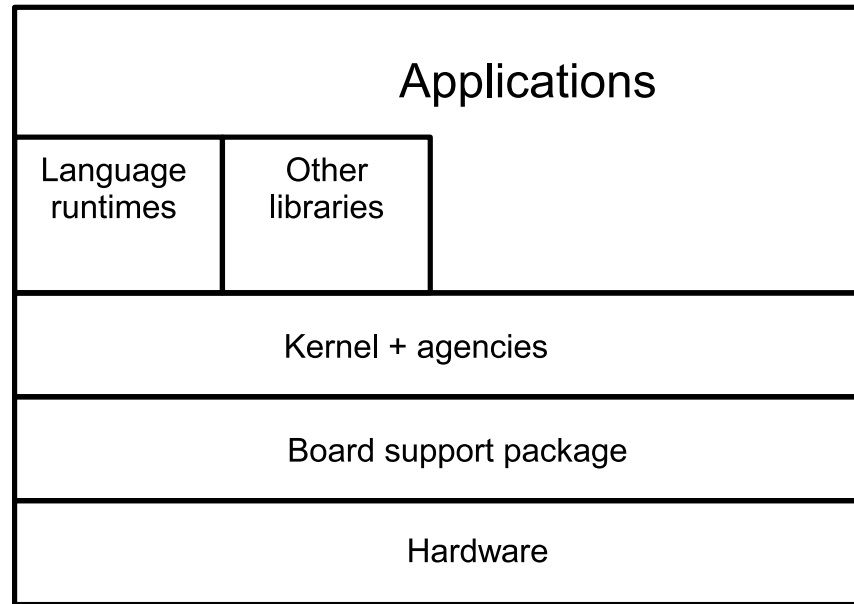 Applications
Language
runtimes
Other
libraries
Kernel + agencies
Board support package
Hardware